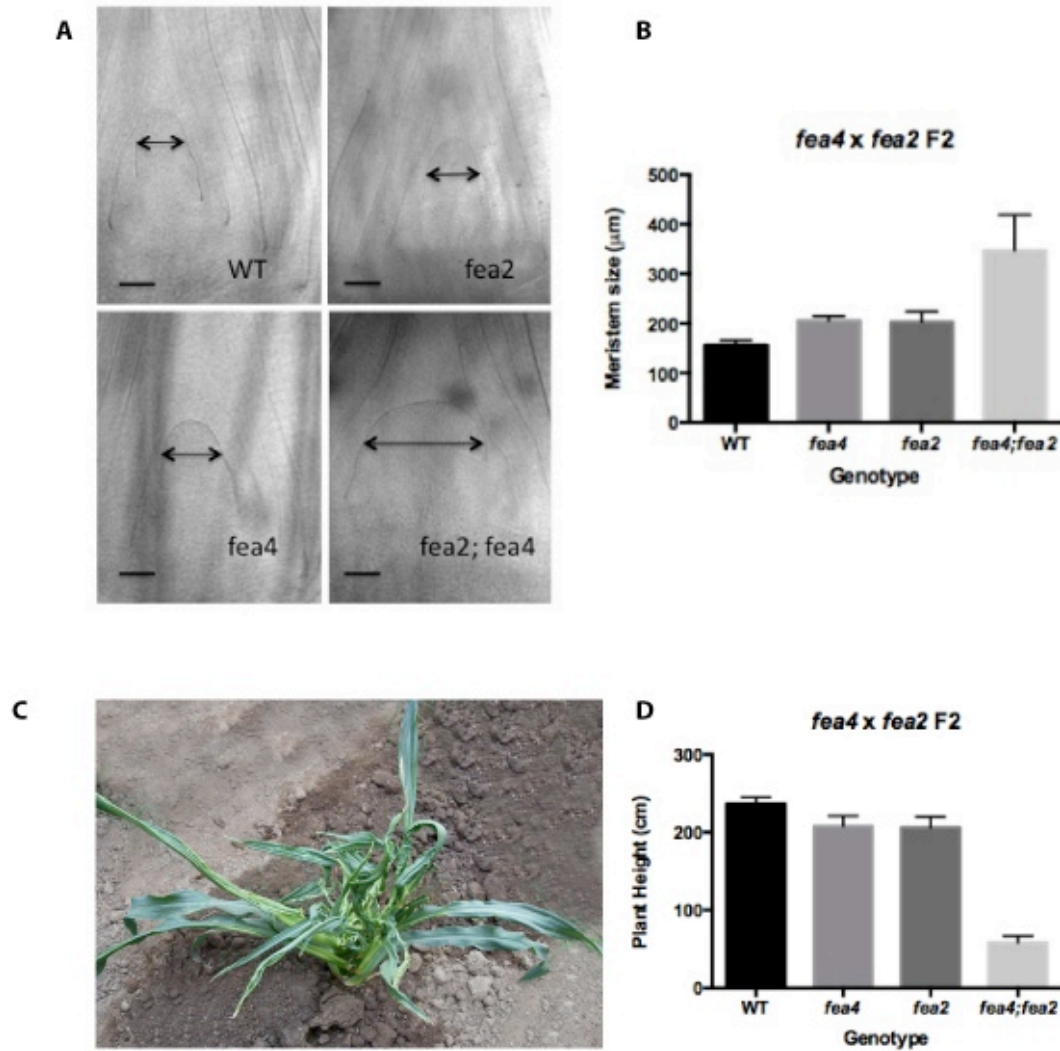 A
WT
fea2
fea4
fea2; fea4
B
fea4 x fea2 F2
Meristem size (μm)
500
400
300
200
100
0
WT
fea4
fea2
fea4;fea2
Genotype
C
D
fea4 x fea2 F2
Plant Height (cm)
300
200
100
0
WT
fea4
fea2
fea4;fea2
Genotype